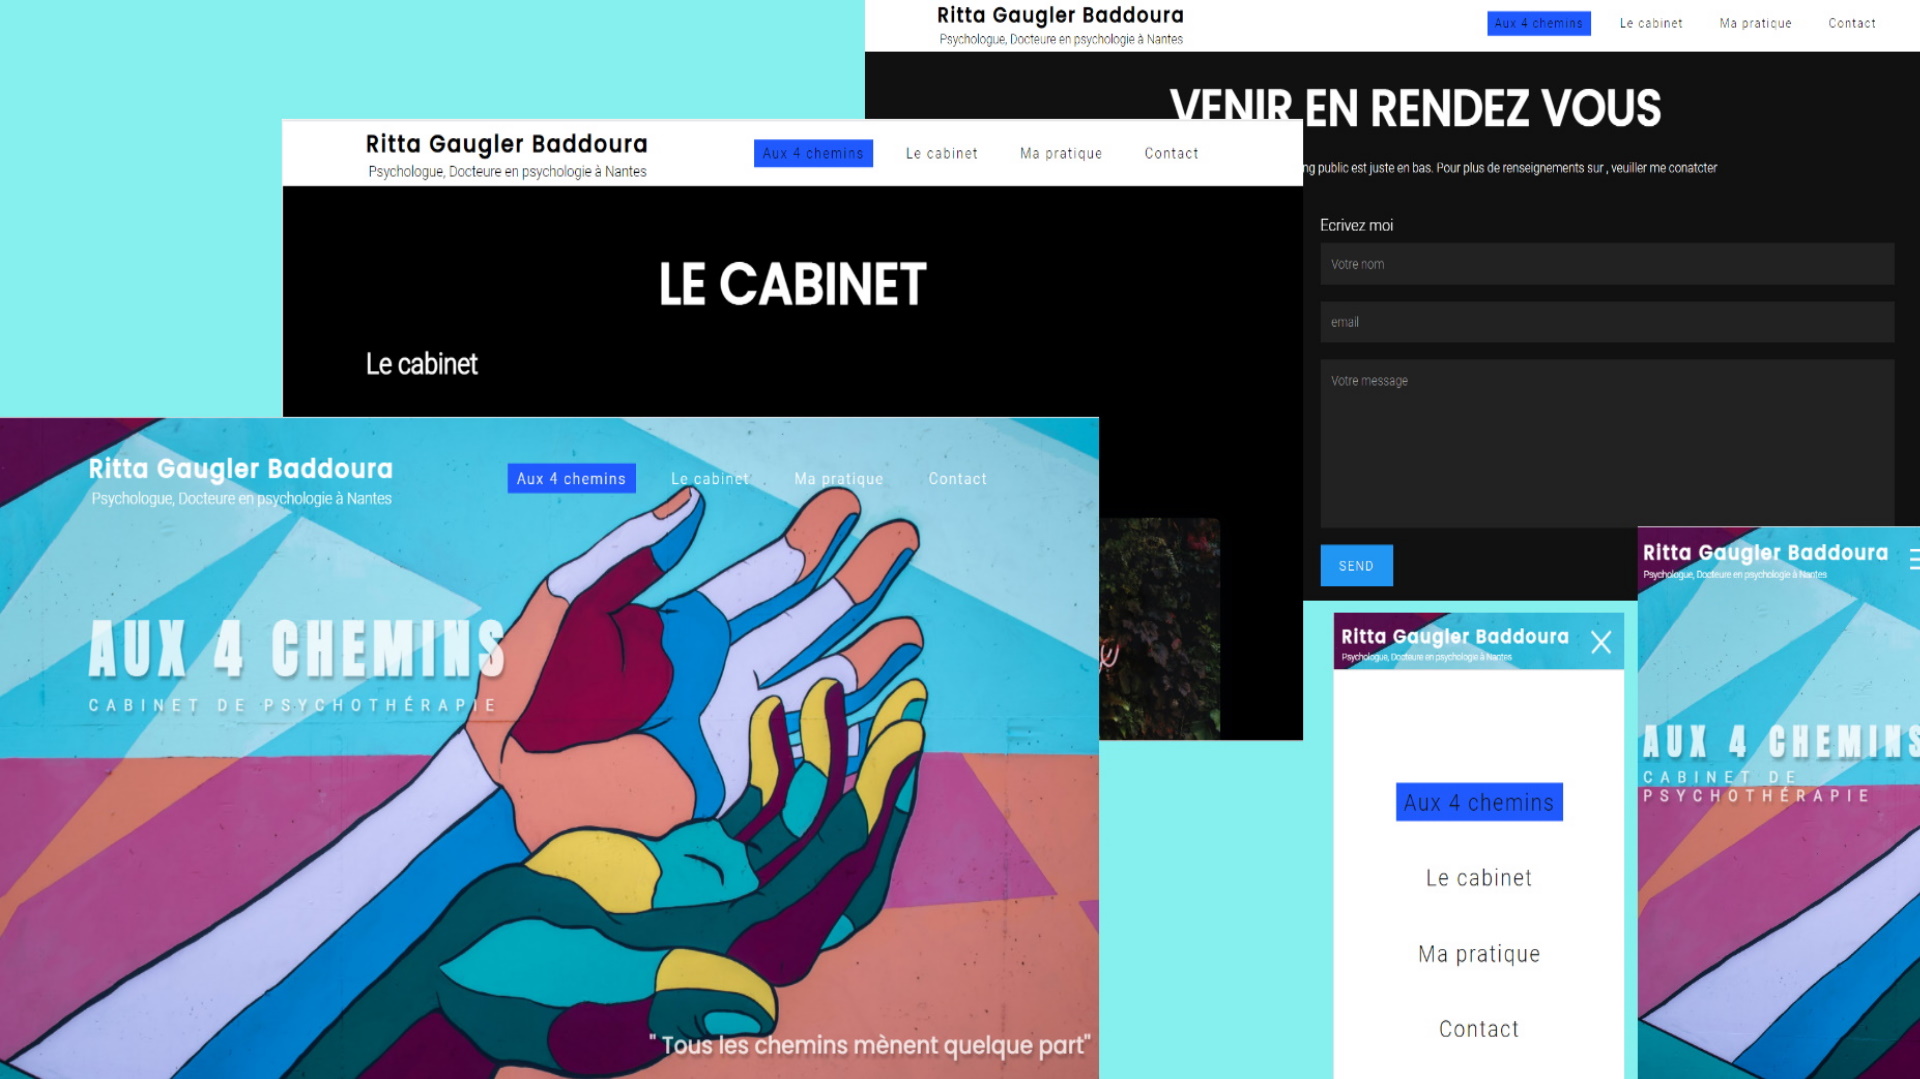 Ritta Gaugler Baddoura
Psychologue, Docteure en psychologie à Nantes
Aux 4 chemins
Le cabinet
Ma pratique
Contact
VENIR EN RENDEZ VOUS
public est juste en bas. Pour plus de renseignements sur , veuiller me conatcter
Ecrivez moi
Votre nom
email
Votre message
SEND
Ritta Gaugler Baddoura
Psychologue, Docteure en psychologie à Nantes
Aux 4 chemins
Le cabinet
Ma pratique
Contact
LE CABINET
Le cabinet
Ritta Gaugler Baddoura
Psychologue, Docteure en psychologie à Nantes
Aux 4 chemins
Le cabinet
Ma pratique
Contact
AUX 4 CHEMINS
CABINET DE PSYCHOTHÉRAPIE
" Tous les chemins mènent quelque part"
Ritta Gaugler Baddoura
Psychologue, Docteure en psychologie à Nantes
Aux 4 chemins
Le cabinet
Ma pratique
Contact
Ritta Gaugler Baddoura
Psychologue, Docteure en psychologie à Nantes
AUX 4 CHEMINS
CABINET DE
PSYCHOTHÉRAPIE